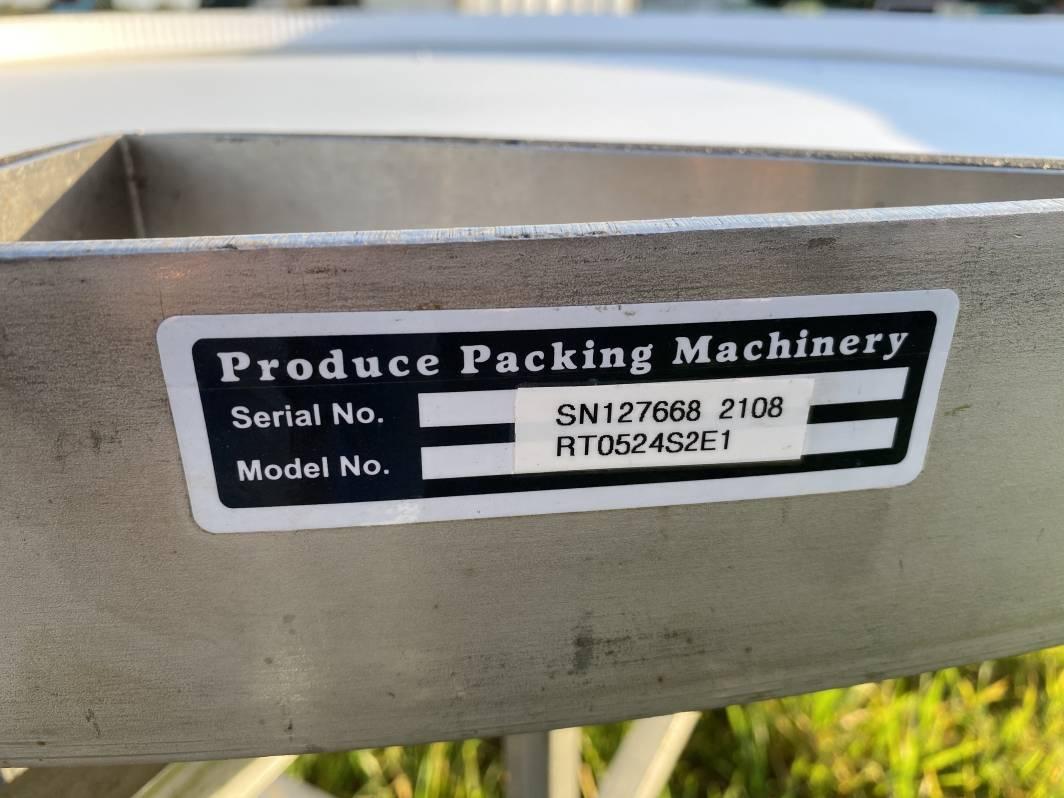 Produce Packing Machinery
Serial No. SN127668 2108
Model No. RT0524S2E1